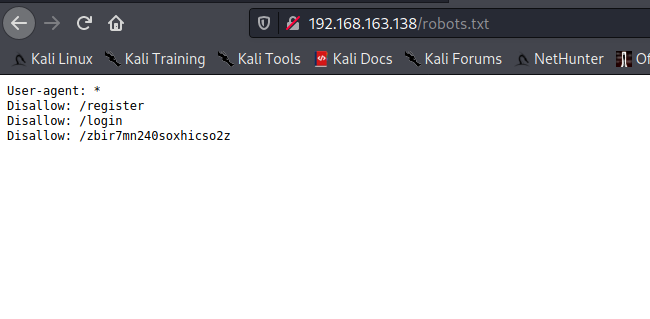 192.168.163.138/robots.txt
Kali Linux Kali Training Kali Tools Kali Docs Kali Forums NetHunter Of
User-agent: *
Disallow: /register
Disallow: /login
Disallow: /zbir7mn240soxhicso2z